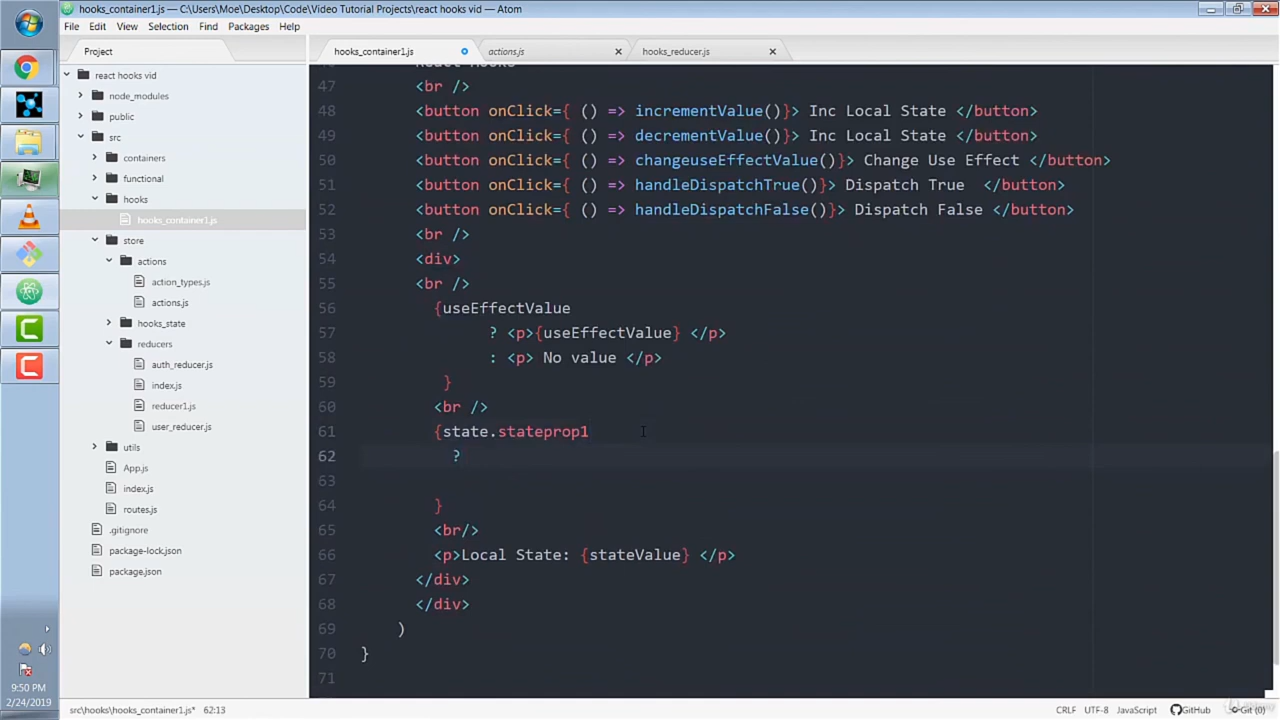 hooks_container1.js — C:\Users\Moe\Desktop\Code\Video Tutorial Projects\react hooks vid — Atom
File Edit View Selection Find Packages Help
Project
react hooks vid
node_modules
public
src
containers
functional
hooks
hooks_container1.js
store
actions
action_types.js
actions.js
hooks_state
reducers
auth_reducer.js
index.js
reducer1.js
user_reducer.js
utils
App.js
index.js
routes.js
.gitignore
package-lock.json
package.json
hooks_container1.js actions.js hooks_reducer.js
47 <br />
48 <button onClick={ () => incrementValue()}> Inc Local State </button>
49 <button onClick={ () => decrementValue()}> Inc Local State </button>
50 <button onClick={ () => changeuseEffectValue()}> Change Use Effect </button>
51 <button onClick={ () => handleDispatchTrue()}> Dispatch True </button>
52 <button onClick={ () => handleDispatchFalse()}> Dispatch False </button>
53 <br />
54 <div>
55 <br />
56 {useEffectValue
57 ? <p>{useEffectValue} </p>
58 : <p> No value </p>
59 }
60 <br />
61 {state.stateprop1
62 ?
63
64 }
65 <br/>
66 <p>Local State: {stateValue} </p>
67 </div>
68 </div>
69 )
70 }
71
src\hooks\hooks_container1.js* 62:13 CRLF UTF-8 JavaScript GitHub Git (0)
9:50 PM
2/24/2019